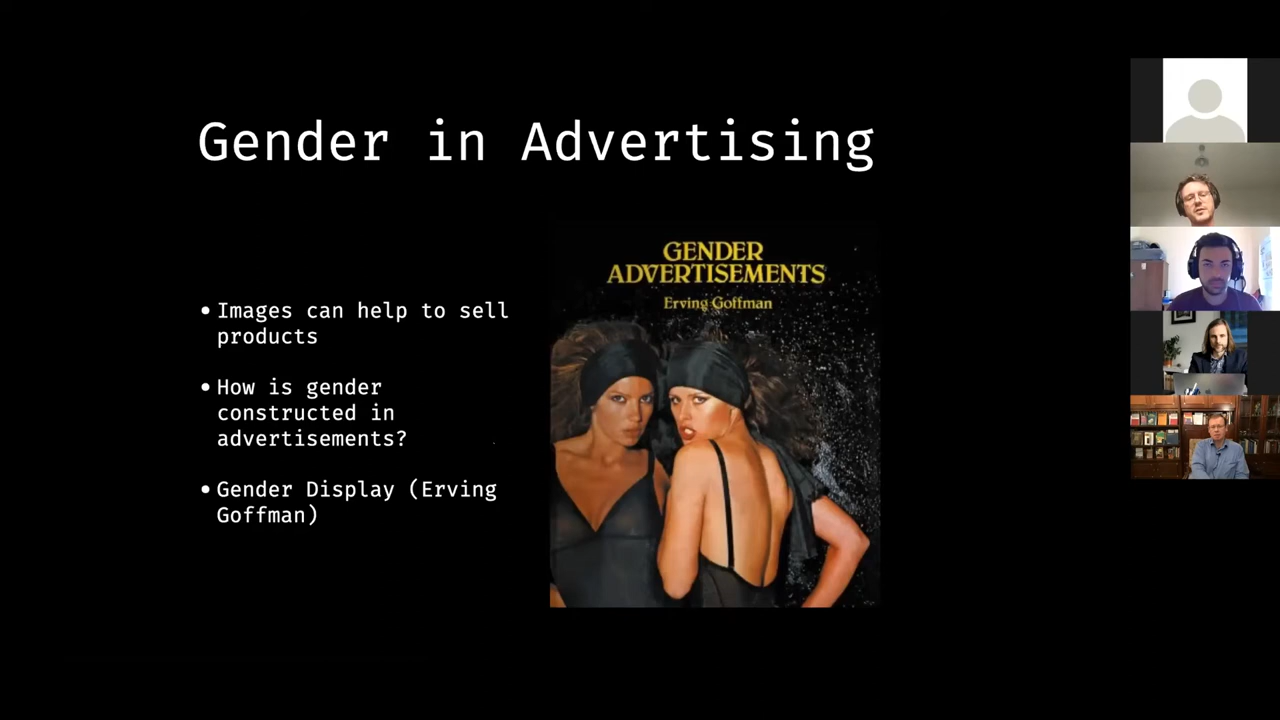 Gender in Advertising
• Images can help to sell
products
• How is gender
constructed in
advertisements?
• Gender Display (Erving
Goffman)
GENDER
ADVERTISEMENTS
Erving Goffman